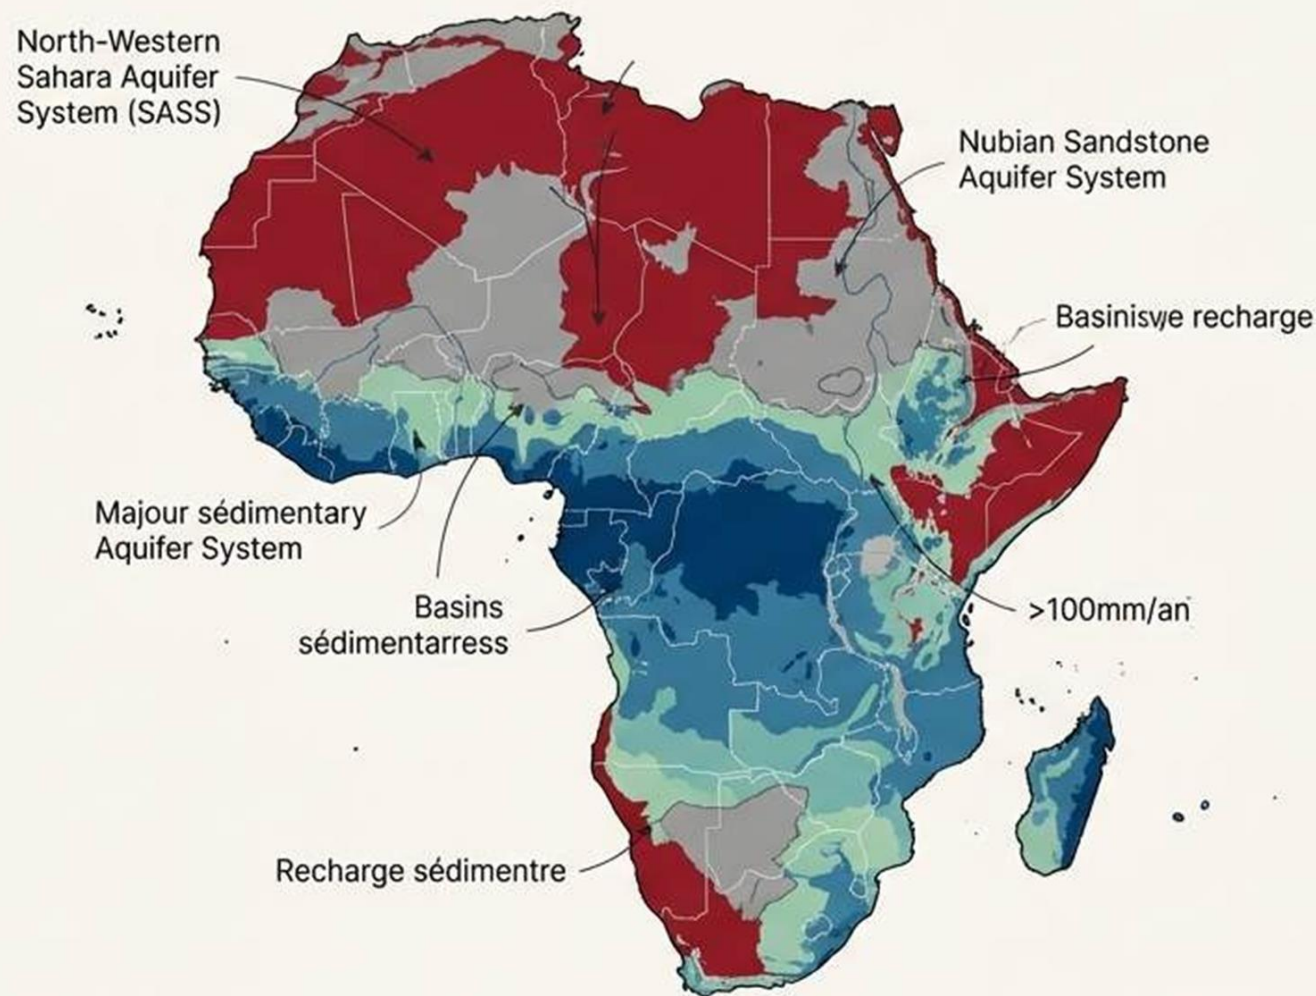 North-Western
Sahara Aquifer
System (SASS)
Nubian Sandstone
Aquifer System
Basinisve recharge
Majour sédimentary
Aquifer System
Basins
sédimentarress
>100mm/an
Recharge sédimentre